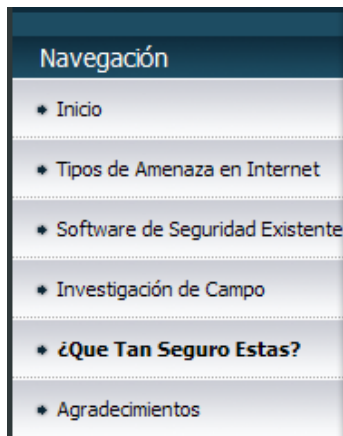 Navegación
Inicio
Tipos de Amenaza en Internet
Software de Seguridad Existente
Investigación de Campo
¿Que Tan Seguro Estas?
Agradecimientos